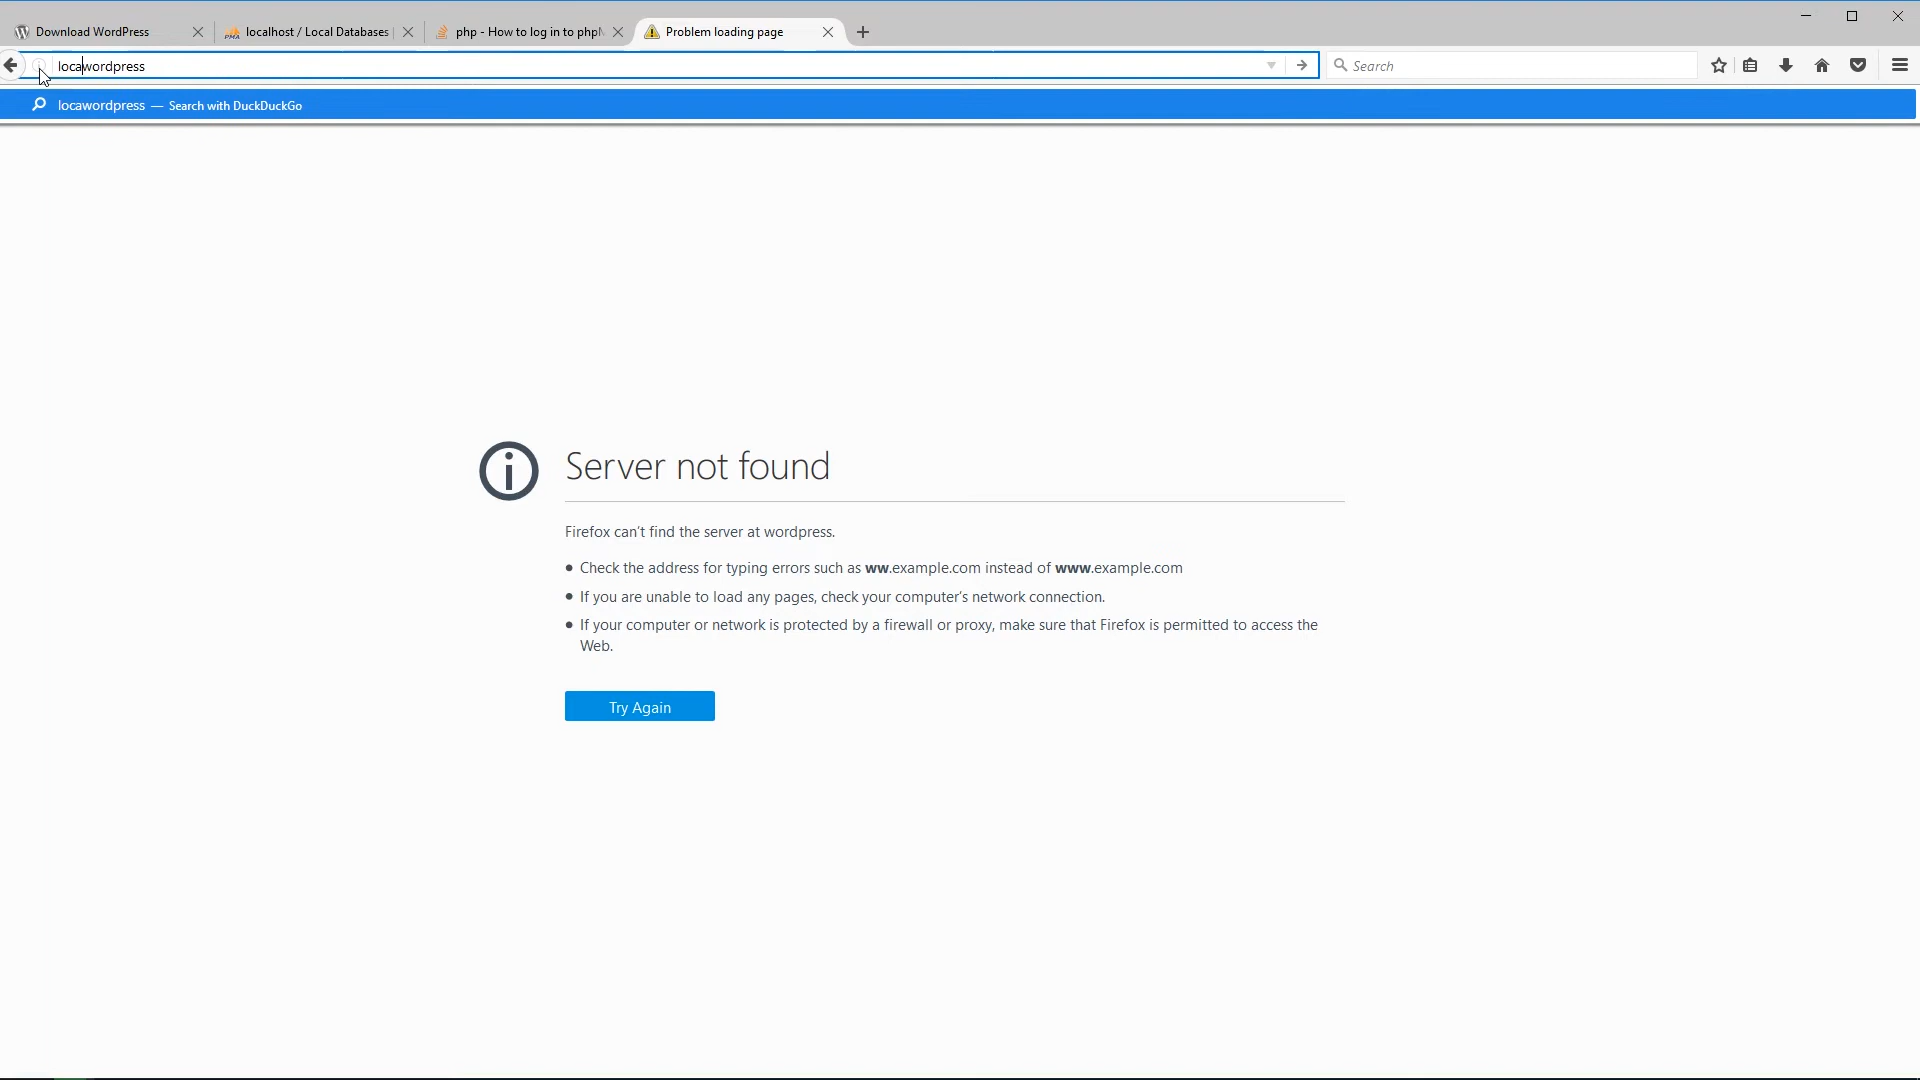 Download WordPress
localhost / Local Databases
php - How to log in to phpM
Problem loading page
locawordpress
Search
locawordpress — Search with DuckDuckGo
Server not found
Firefox can't find the server at wordpress.
Check the address for typing errors such as ww.example.com instead of www.example.com
If you are unable to load any pages, check your computer's network connection.
If your computer or network is protected by a firewall or proxy, make sure that Firefox is permitted to access the
Web.
Try Again